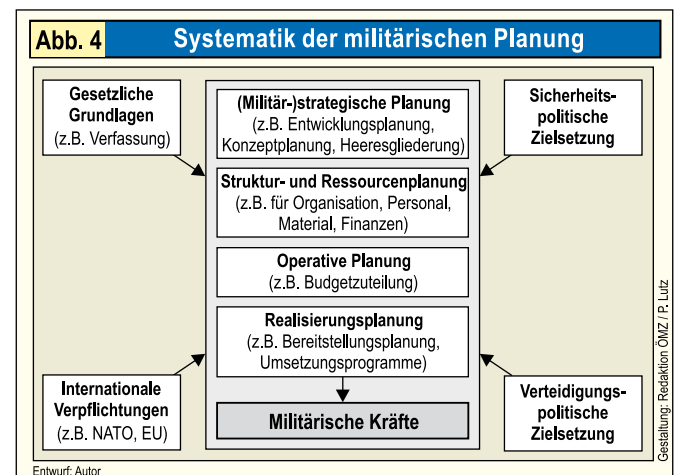 Abb. 4
Systematik der militärischen Planung
Gesetzliche
Grundlagen
(z.B. Verfassung)
(Militär-)strategische Planung
(z.B. Entwicklungsplanung,
Konzeptplanung, Heeresgliederung)
Sicherheits-
politische
Zielsetzung
Struktur- und Ressourcenplanung
(z.B. für Organisation, Personal,
Material, Finanzen)
Operative Planung
(z.B. Budgetzuteilung)
Realisierungsplanung
(z.B. Bereitstellungsplanung,
Umsetzungsprogramme)
Internationale
Verpflichtungen
(z.B. NATO, EU)
Militärische Kräfte
Verteidigungs-
politische
Zielsetzung
Gestaltung: Redaktion ÖMZ / P. Lutz
Entwurf: Autor